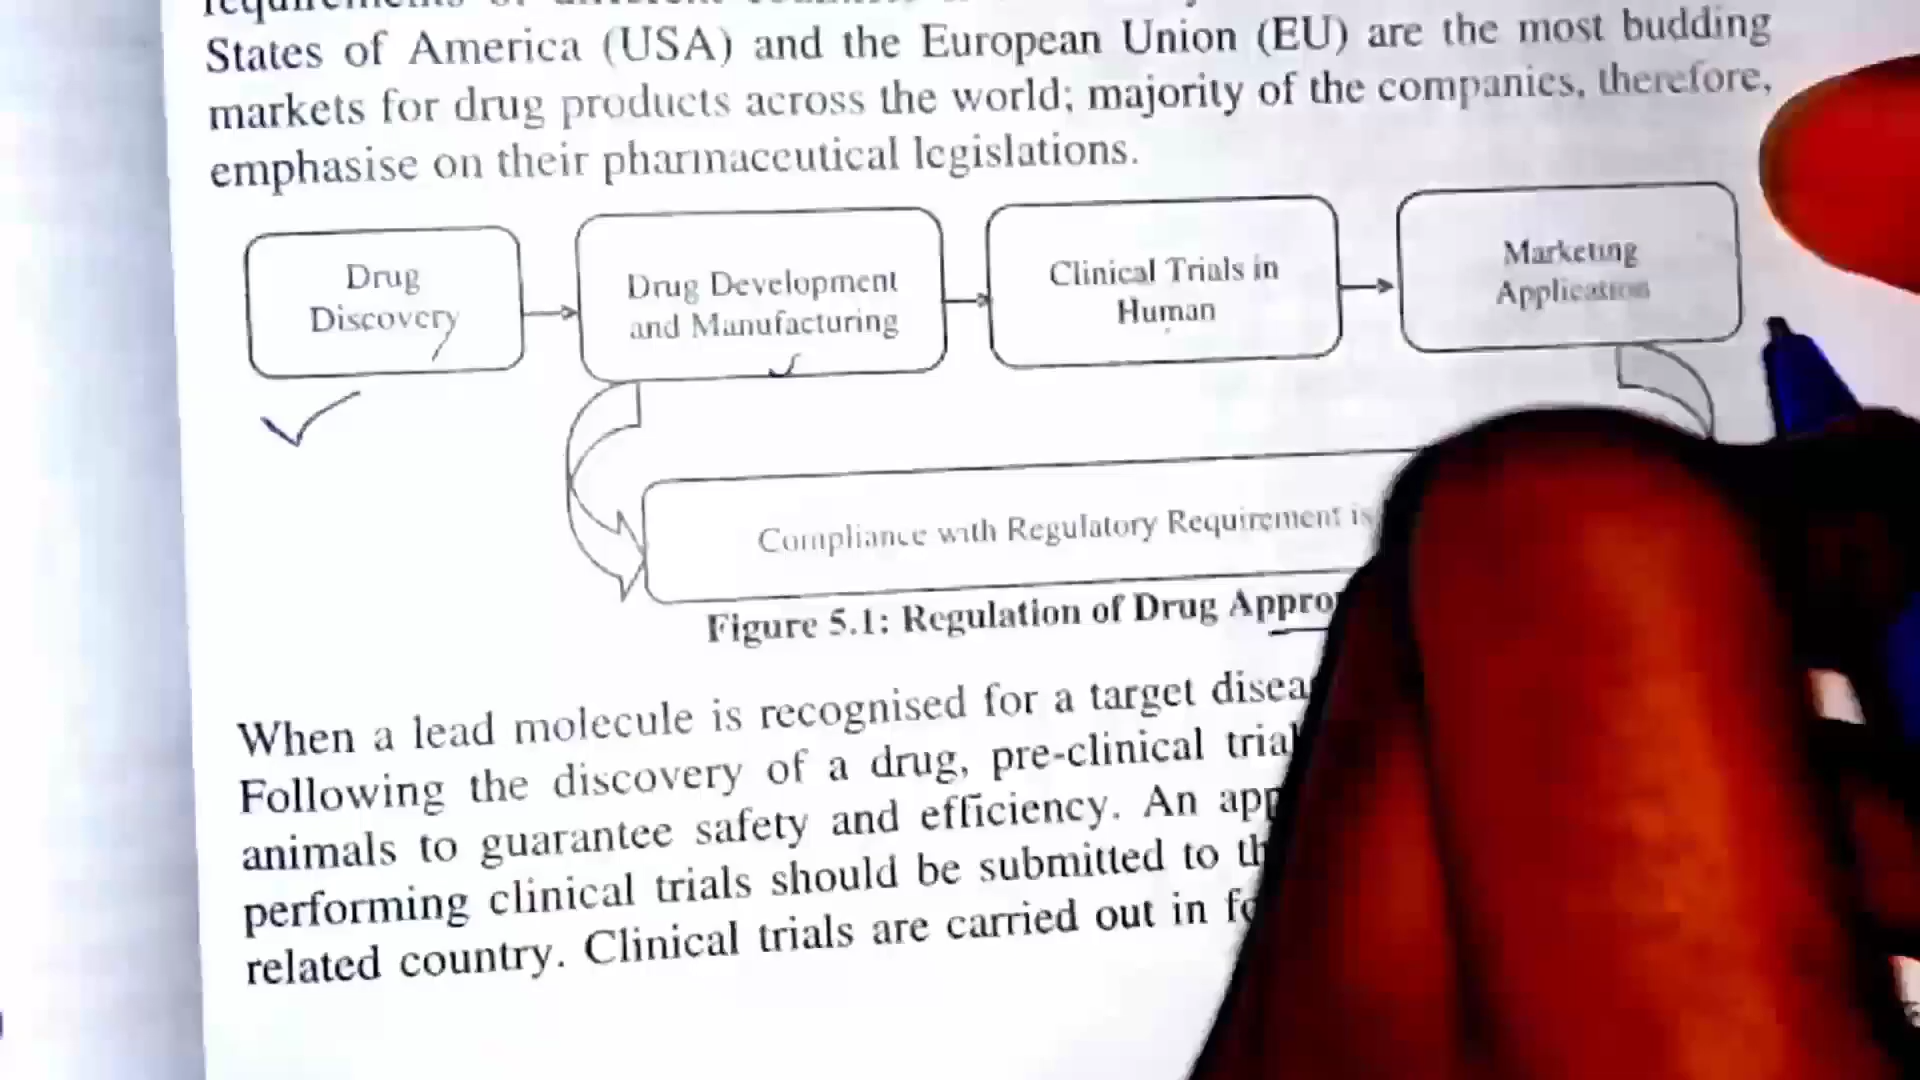 States of America (USA) and the European Union (EU) are the most budding
markets for drug products across the world; majority of the companies, therefore,
emphasise on their pharmaceutical legislations.
Drug
Discovery
Drug Development
and Manufacturing
Clinical Trials in
Human
Marketing
Application
Compliance with Regulatory Requirement is
Figure 5.1: Regulation of Drug
When a lead molecule is recognised for a target
Following the discovery of a drug, pre-clinical
animals to guarantee safety and efficiency. An
performing clinical trials should be submitted to
related country. Clinical trials are carried out in